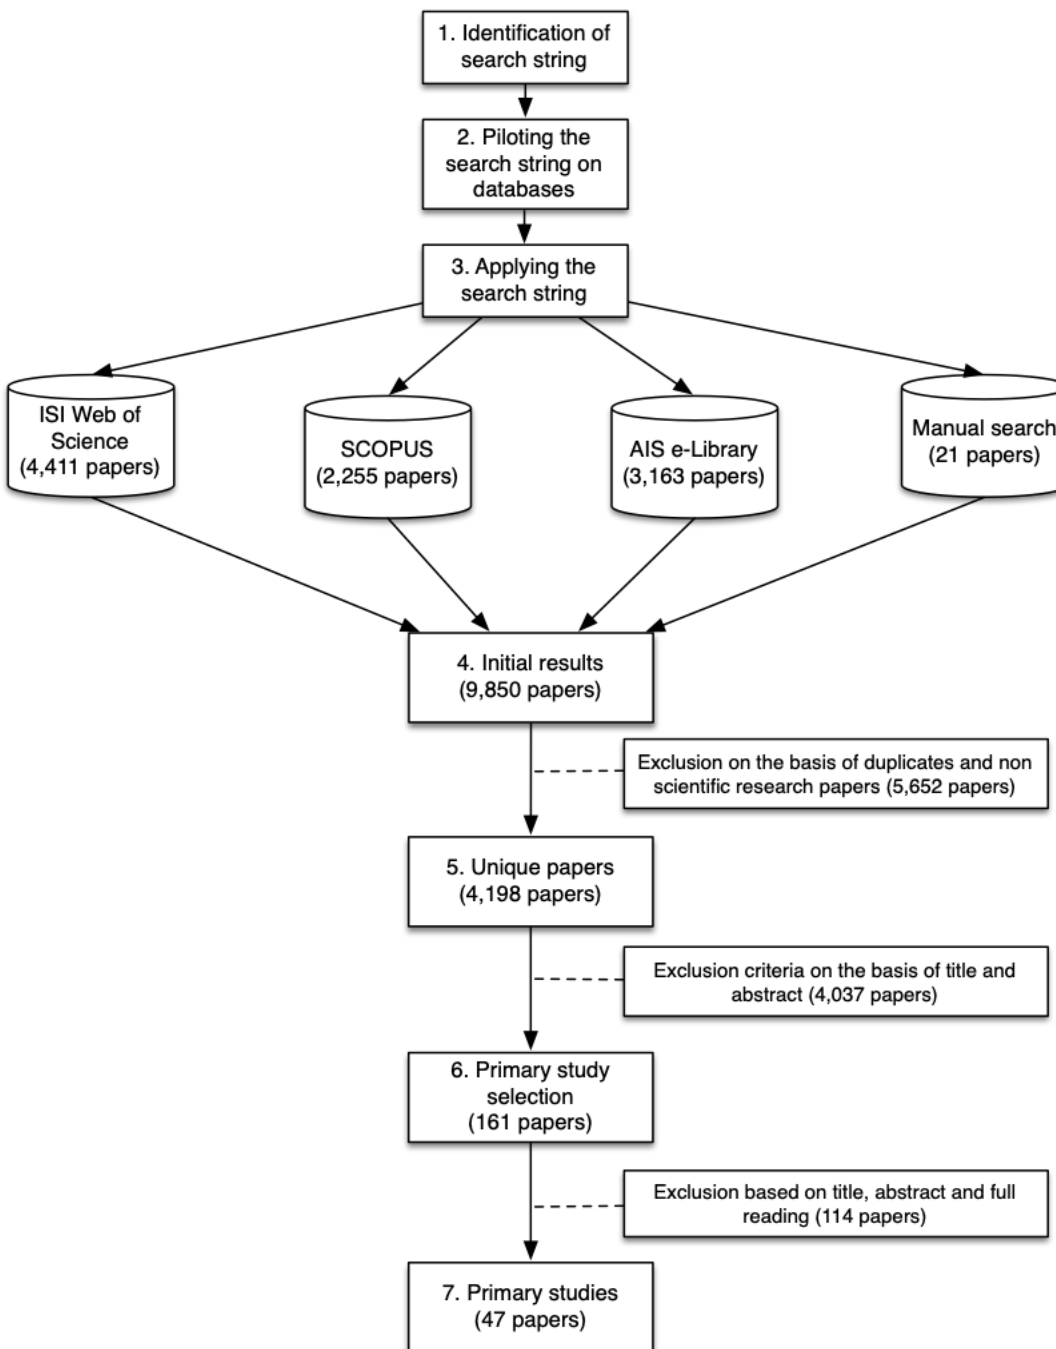 1. Identification of
search string
2. Piloting the
search string on
databases
3. Applying the
search string
ISI Web of
Science
(4,411 papers)
SCOPUS
(2,255 papers)
AIS e-Library
(3,163 papers)
Manual search
(21 papers)
4. Initial results
(9,850 papers)
Exclusion on the basis of duplicates and non
scientific research papers (5,652 papers)
5. Unique papers
(4,198 papers)
Exclusion criteria on the basis of title and
abstract (4,037 papers)
6. Primary study
selection
(161 papers)
Exclusion based on title, abstract and full
reading (114 papers)
7. Primary studies
(47 papers)